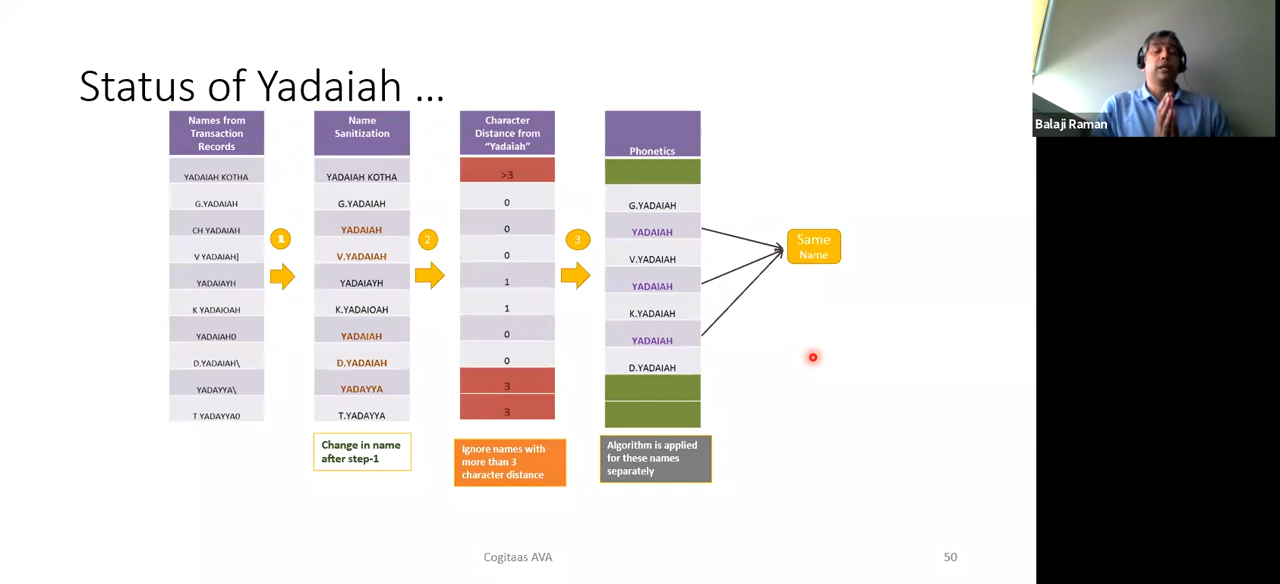 Status of Yadaiah ...
Names from
Transaction
Records
YADAIAH KOTHA
G.YADAIAH
CH YADAIAH
V YADAIAH]
YADAIAYH
K YADAIOAH
YADAIAH0
D.YADAIAH\
YADAYYA\
T YADAYYA0
1
Name
Sanitization
YADAIAH KOTHA
G.YADAIAH
YADAIAH
V.YADAIAH
YADAIAYH
K.YADAIOAH
YADAIAH
D.YADAIAH
YADAYYA
T.YADAYYA
Change in name
after step-1
2
Character
Distance from
“Yadaiah”
>3
0
0
0
1
1
0
0
3
3
Ignore names with
more than 3
character distance
3
Phonetics
G.YADAIAH
YADAIAH
V.YADAIAH
YADAIAH
K.YADAIAH
YADAIAH
D.YADAIAH
Algorithm is applied
for these names
separately
Same
Name
Balaji Raman
Cogitaas AVA
50